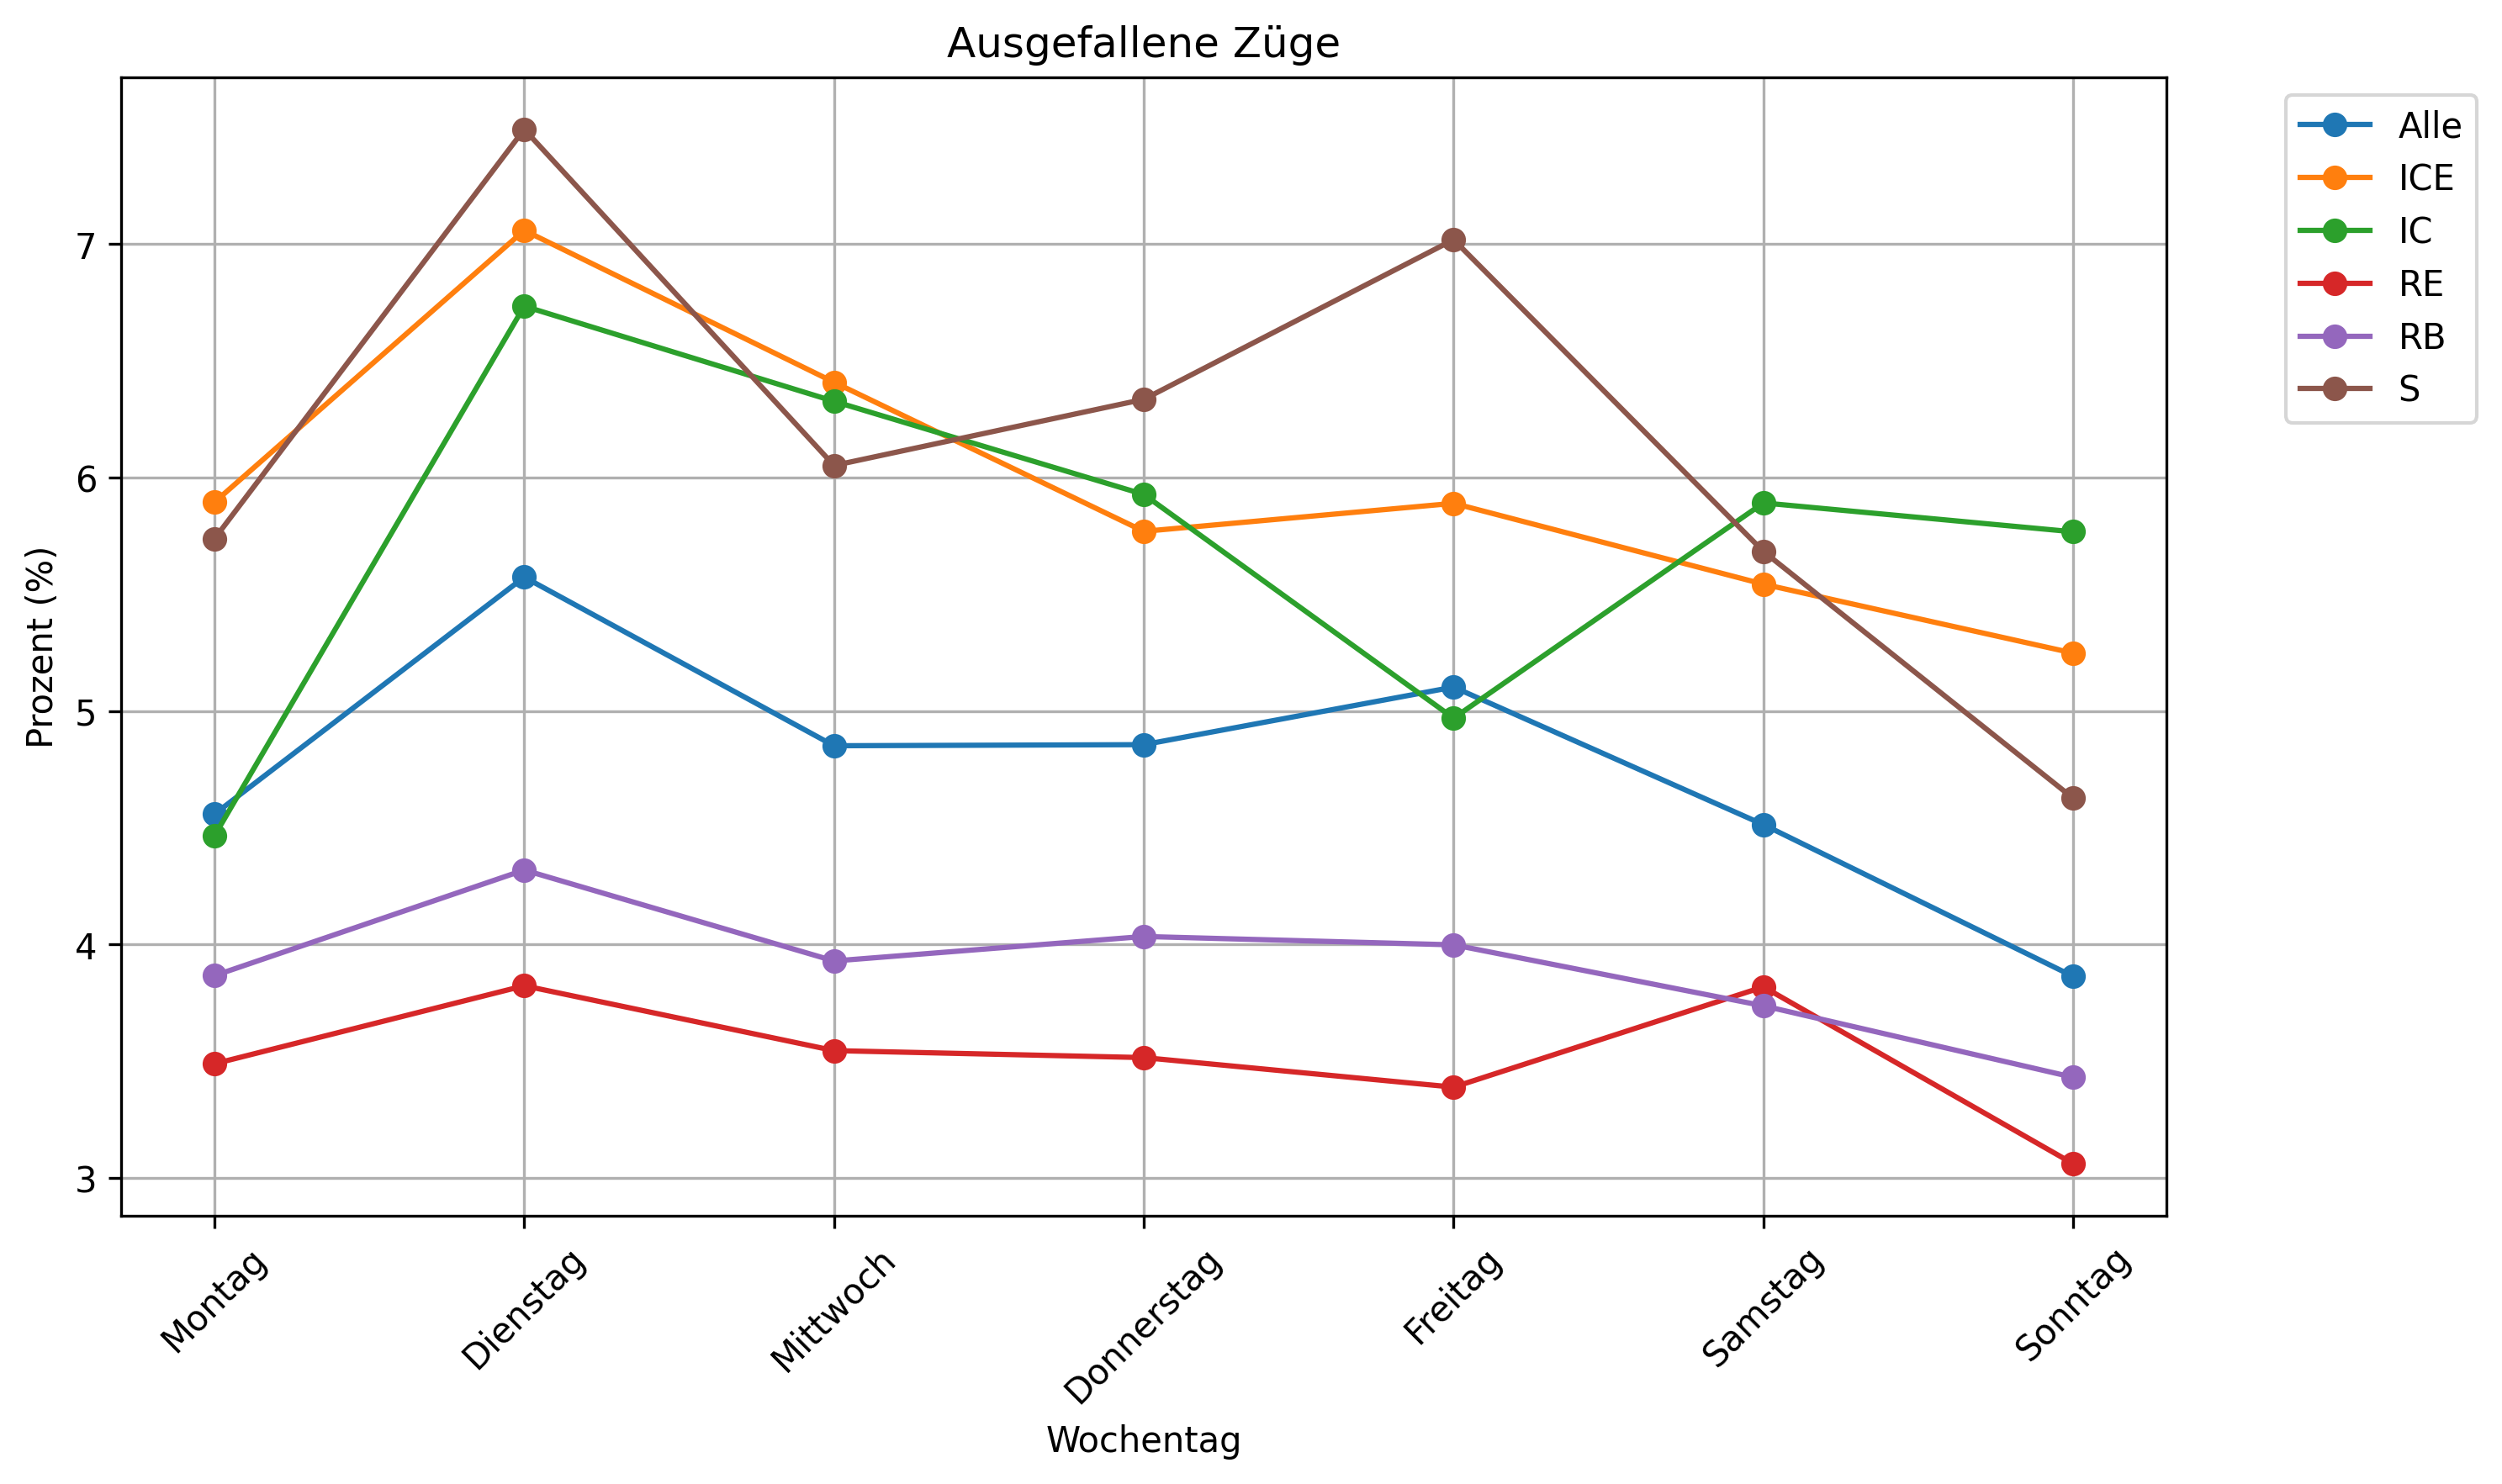 Ausgefallene Züge
Prozent (%)
7
6
5
4
3
Montag
Dienstag
Mittwoch
Donnerstag
Freitag
Samstag
Sonntag
Wochentag
Alle
ICE
IC
RE
RB
S